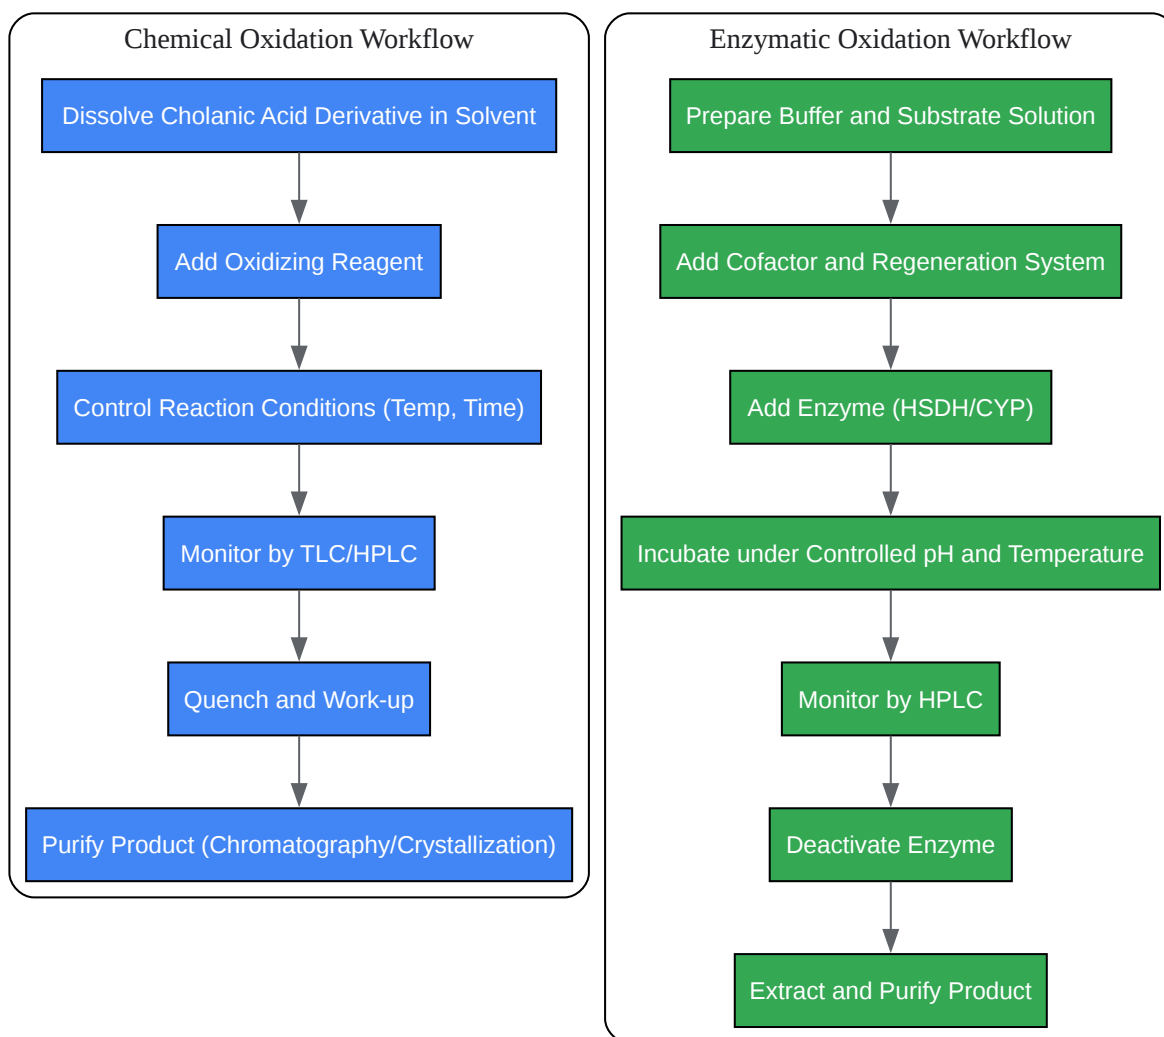 Chemical Oxidation Workflow
Dissolve Cholanic Acid Derivative in Solvent
Add Oxidizing Reagent
Control Reaction Conditions (Temp, Time)
Monitor by TLC/HPLC
Quench and Work-up
Purify Product (Chromatography/Crystallization)
Enzymatic Oxidation Workflow
Prepare Buffer and Substrate Solution
Add Cofactor and Regeneration System
Add Enzyme (HSDH/CYP)
Incubate under Controlled pH and Temperature
Monitor by HPLC
Deactivate Enzyme
Extract and Purify Product